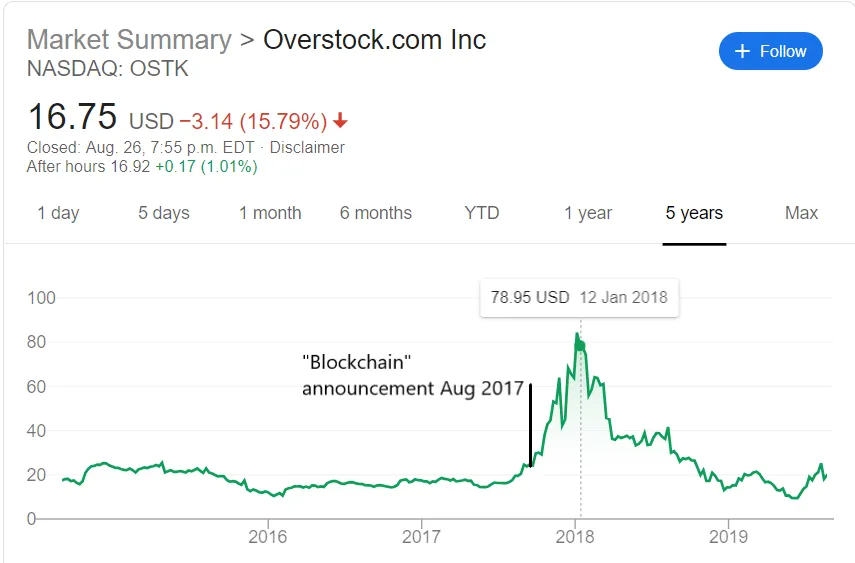 Market Summary > Overstock.com Inc
NASDAQ: OSTK
+ Follow
16.75 USD −3.14 (15.79%)
Closed: Aug. 26, 7:55 p.m. EDT · Disclaimer
After hours 16.92 +0.17 (1.01%)
1 day 5 days 1 month 6 months YTD 1 year 5 years Max
78.95 USD 12 Jan 2018
100
80
60
40
20
0
"Blockchain"
announcement Aug 2017
2016 2017 2018 2019